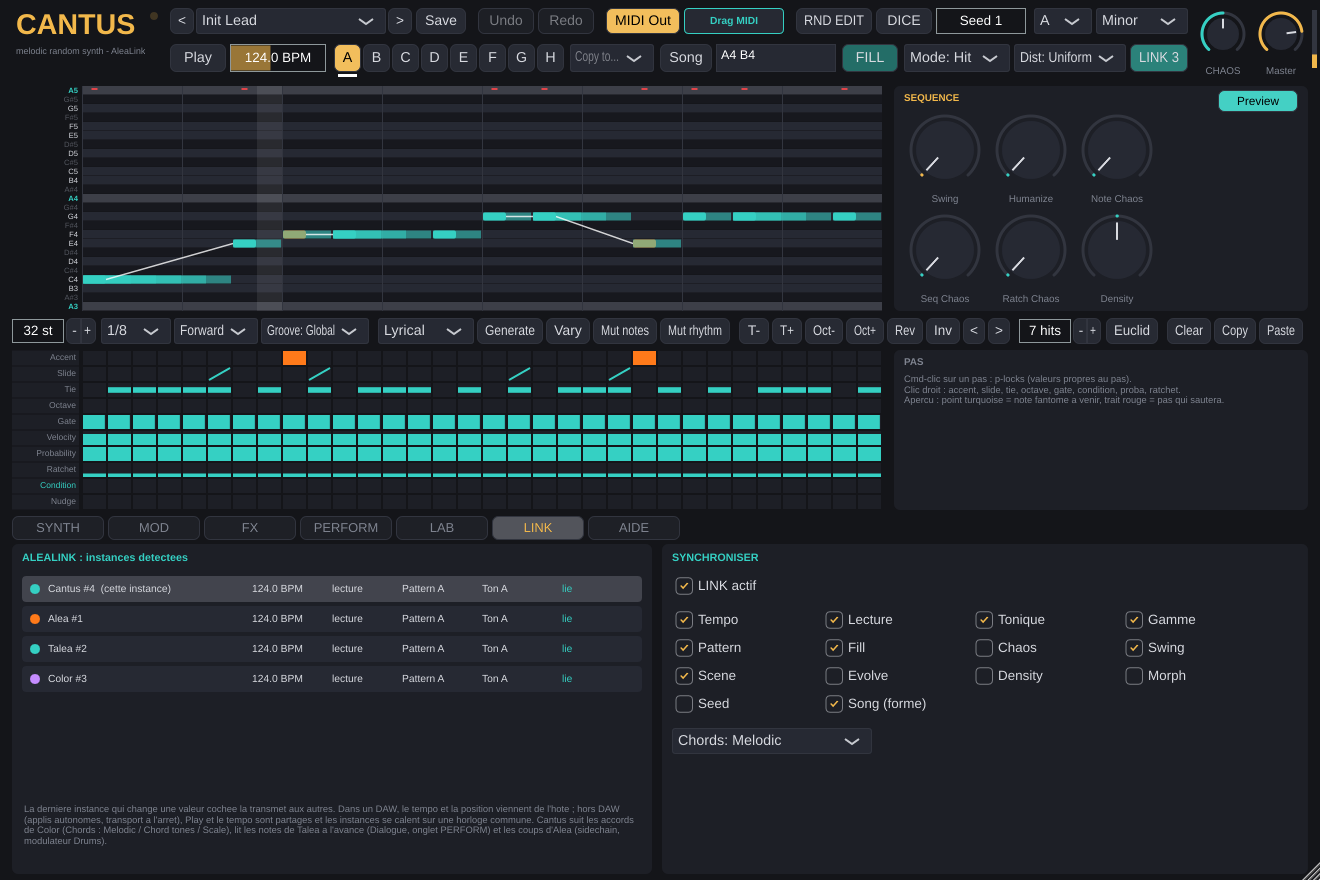 CANTUS
melodic random synth - AleaLink
< Init Lead > Save Undo Redo MIDI Out Drag MIDI RND EDIT DICE Seed 1 A Minor
Play 124.0 BPM A B C D E F G H Copy to... Song A4 B4 FILL Mode: Hit Dist: Uniform LINK 3
CHAOS Master
A5
G#5
G5
F#5
F5
E5
D#5
D5
C#5
C5
B4
A#4
A4
G#4
G4
F#4
F4
E4
D#4
D4
C#4
C4
B3
A#3
A3
SEQUENCE
Preview
Swing Humanize Note Chaos
Seq Chaos Ratch Chaos Density
32 st - + 1/8 Forward Groove: Global Lyrical Generate Vary Mut notes Mut rhythm T- T+ Oct- Oct+ Rev Inv < > 7 hits - + Euclid Clear Copy Paste
Accent
Slide
Tie
Octave
Gate
Velocity
Probability
Ratchet
Condition
Nudge
PAS
Cmd-clic sur un pas : p-locks (valeurs propres au pas).
Clic droit : accent, slide, tie, octave, gate, condition, proba, ratchet.
Apercu : point turquoise = note fantome a venir, trait rouge = pas qui sautera.
SYNTH MOD FX PERFORM LAB LINK AIDE
ALEALINK : instances detectees
Cantus #4 (cette instance) 124.0 BPM lecture Pattern A Ton A lie
Alea #1 124.0 BPM lecture Pattern A Ton A lie
Talea #2 124.0 BPM lecture Pattern A Ton A lie
Color #3 124.0 BPM lecture Pattern A Ton A lie
La derniere instance qui change une valeur cochee la transmet aux autres. Dans un DAW, le tempo et la position viennent de l'hote ; hors DAW
(applis autonomes, transport a l'arret), Play et le tempo sont partages et les instances se calent sur une horloge commune. Cantus suit les accords
de Color (Chords : Melodic / Chord tones / Scale), lit les notes de Talea a l'avance (Dialogue, onglet PERFORM) et les coups d'Alea (sidechain,
modulateur Drums).
SYNCHRONISER
LINK actif
Tempo Lecture Tonique Gamme
Pattern Fill Chaos Swing
Scene Evolve Density Morph
Seed Song (forme)
Chords: Melodic